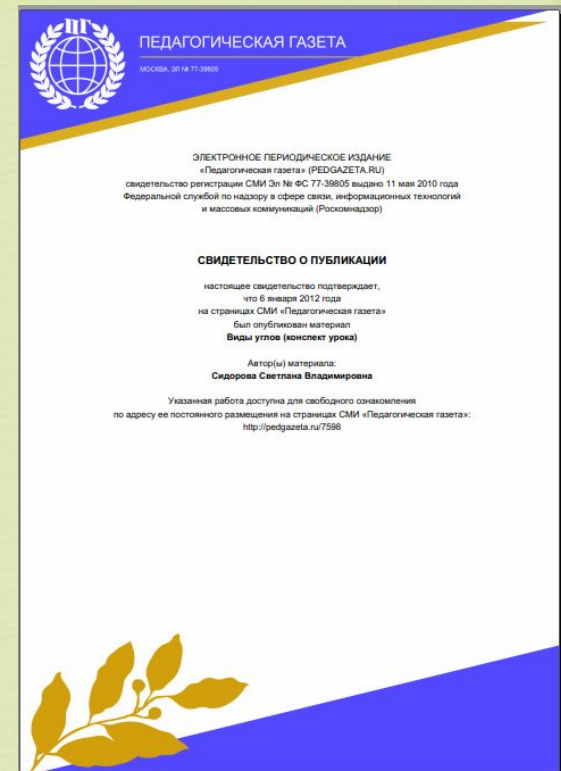 ПГ
ПЕДАГОГИЧЕСКАЯ ГАЗЕТА
МОСКВА, ЭЛ № 77-39805
ЭЛЕКТРОННОЕ ПЕРИОДИЧЕСКОЕ ИЗДАНИЕ
«Педагогическая газета» (PEDGAZETA.RU)
свидетельство регистрации СМИ Эл № ФС 77-39805 выдано 11 мая 2010 года
Федеральной службой по надзору в сфере связи, информационных технологий
и массовых коммуникаций (Роскомнадзор)
СВИДЕТЕЛЬСТВО О ПУБЛИКАЦИИ
настоящее свидетельство подтверждает,
что 6 января 2012 года
на страницах СМИ «Педагогическая газета»
был опубликован материал
Виды углов (конспект урока)
Автор(ы) материала:
Сидорова Светлана Владимировна
Указанная работа доступна для свободного ознакомления
по адресу ее постоянного размещения на страницах СМИ «Педагогическая газета»:
http://pedgazeta.ru/7598